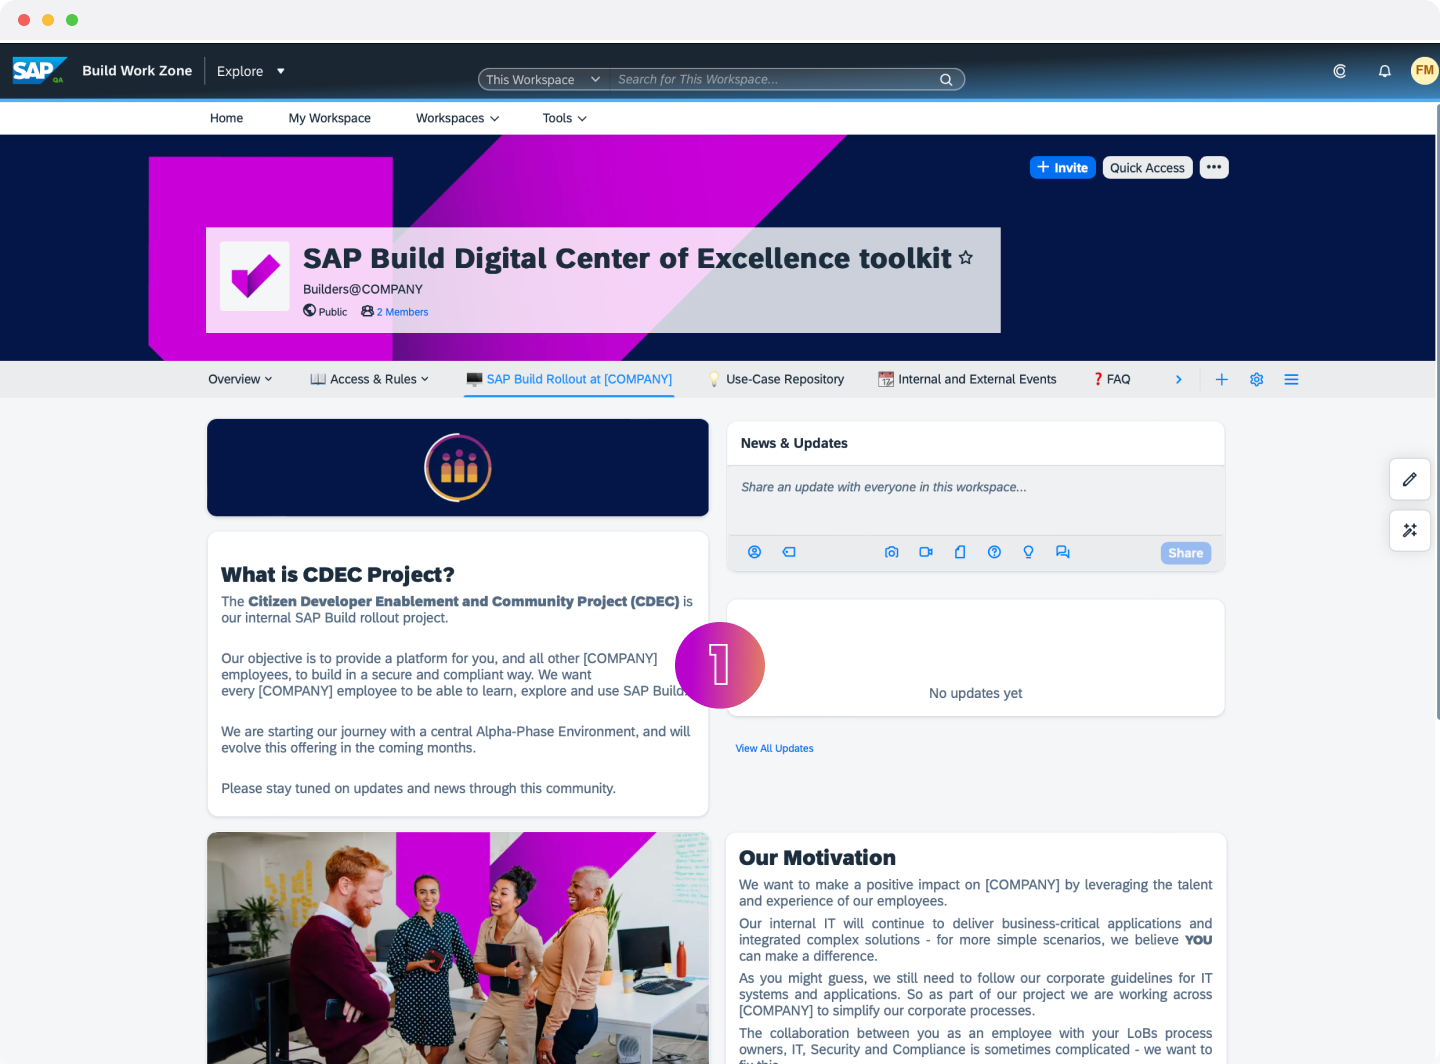 SAP QA Build Work Zone Explore
This Workspace Search for This Workspace...
FM
Home My Workspace Workspaces Tools
+ Invite Quick Access •••
SAP Build Digital Center of Excellence toolkit
Builders@COMPANY
Public 2 Members
Overview Access & Rules SAP Build Rollout at [COMPANY] Use-Case Repository Internal and External Events ? FAQ
News & Updates
Share an update with everyone in this workspace...
Share
What is CDEC Project?
The Citizen Developer Enablement and Community Project (CDEC) is
our internal SAP Build rollout project.
Our objective is to provide a platform for you, and all other [COMPANY]
employees, to build in a secure and compliant way. We want
every [COMPANY] employee to be able to learn, explore and use SAP Build.
We are starting our journey with a central Alpha-Phase Environment, and will
evolve this offering in the coming months.
Please stay tuned on updates and news through this community.
1
No updates yet
View All Updates
Our Motivation
We want to make a positive impact on [COMPANY] by leveraging the talent
and experience of our employees.
Our internal IT will continue to deliver business-critical applications and
integrated complex solutions - for more simple scenarios, we believe YOU
can make a difference.
As you might guess, we still need to follow our corporate guidelines for IT
systems and applications. So as part of our project we are working across
[COMPANY] to simplify our corporate processes.
The collaboration between you as an employee with your LoBs process
owners, IT, Security and Compliance is sometimes complicated - we want to
fix this